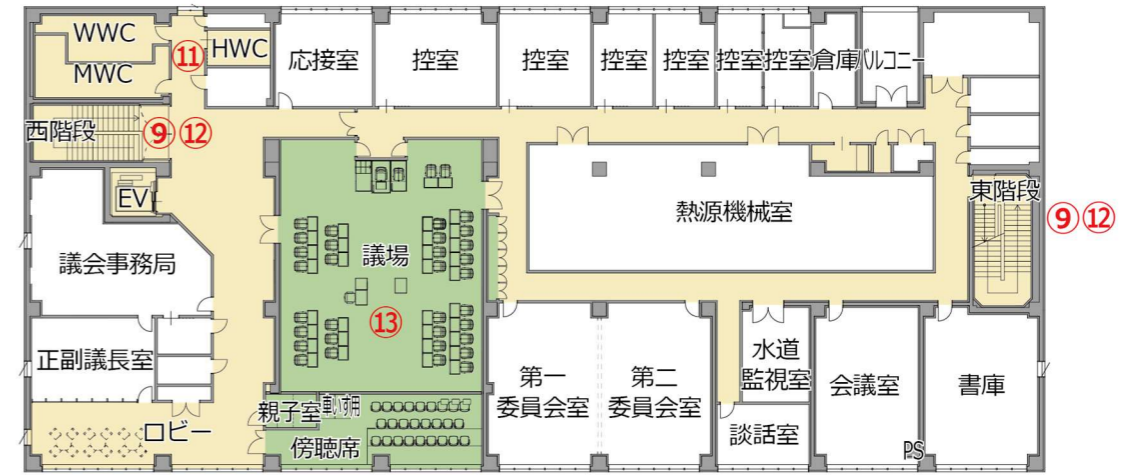 WWC
MWC
⑪
HWC
応接室
控室
控室
控室
控室
控室
控室
倉庫
バルコニー
西階段
⑨⑫
EV
議会事務局
正副議長室
ロビー
議場
⑬
親子室
車いす用
傍聴席
熱源機械室
東階段
⑨⑫
第一
委員会室
第二
委員会室
水道
監視室
談話室
会議室
書庫
PS